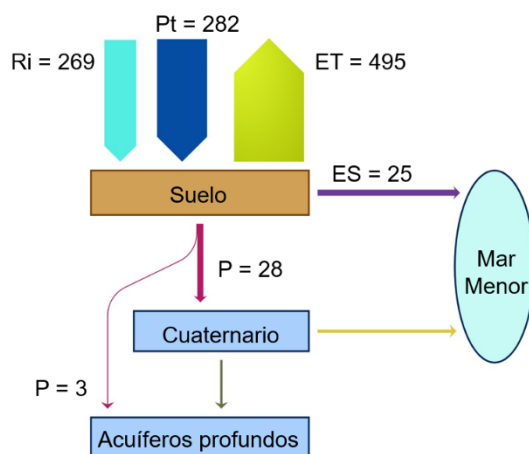 Pt = 282
Ri = 269
ET = 495
ES = 25
Suelo
P = 28
Mar
Menor
Cuaternario
P = 3
Acuíferos profundos